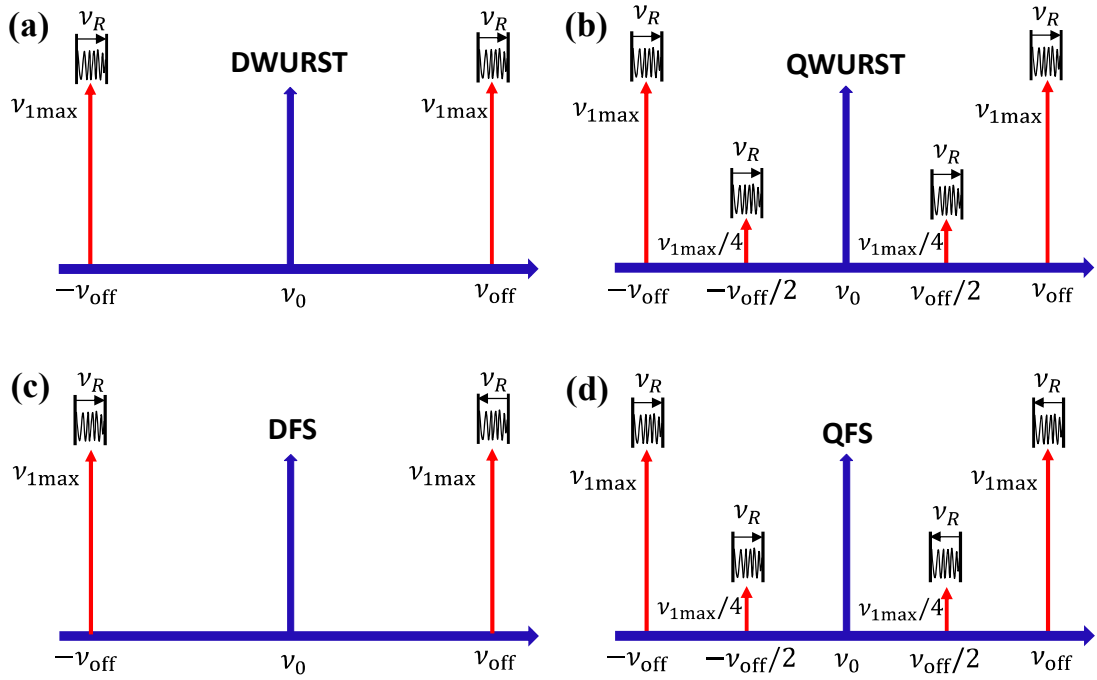 (a)
ν_R
ν_R
DWURST
ν_1max
ν_1max
−ν_off
ν_0
ν_off
(b)
ν_R
ν_R
QWURST
ν_1max
ν_1max
ν_R
ν_R
ν_1max/4
ν_1max/4
−ν_off
−ν_off/2
ν_0
ν_off/2
ν_off
(c)
ν_R
ν_R
DFS
ν_1max
ν_1max
−ν_off
ν_0
ν_off
(d)
ν_R
ν_R
QFS
ν_1max
ν_1max
ν_R
ν_R
ν_1max/4
ν_1max/4
−ν_off
−ν_off/2
ν_0
ν_off/2
ν_off